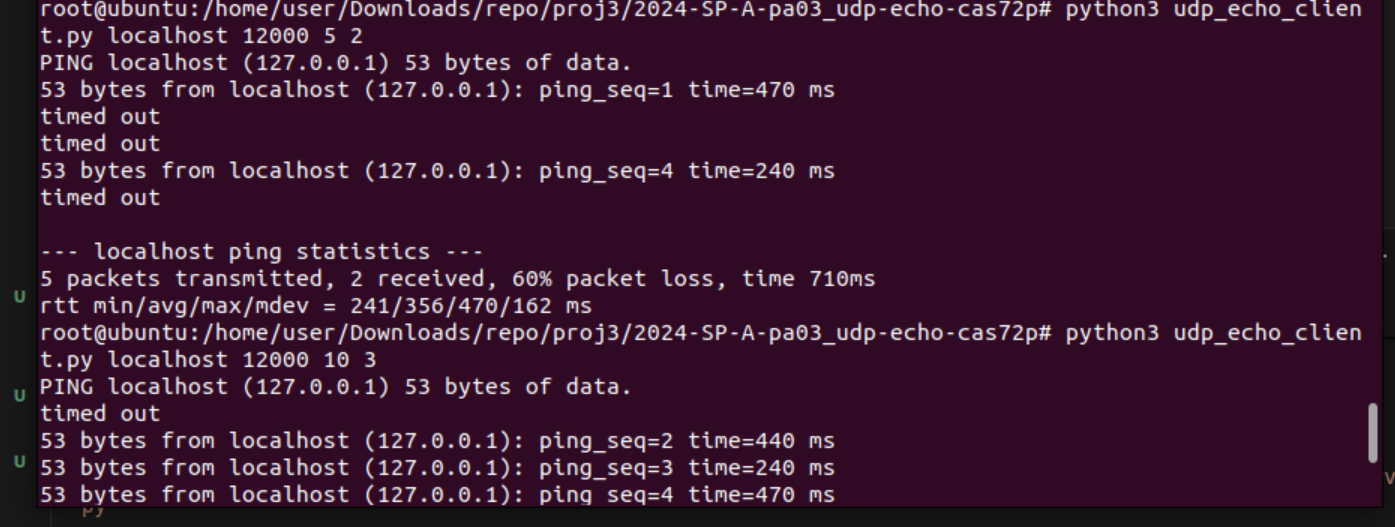 root@ubuntu:/home/user/Downloads/repo/proj3/2024-SP-A-pa03_udp-echo-cas72p# python3 udp_echo_clien
t.py localhost 12000 5 2
PING localhost (127.0.0.1) 53 bytes of data.
53 bytes from localhost (127.0.0.1): ping_seq=1 time=470 ms
timed out
timed out
53 bytes from localhost (127.0.0.1): ping_seq=4 time=240 ms
timed out
--- localhost ping statistics ---
5 packets transmitted, 2 received, 60% packet loss, time 710ms
U
rtt min/avg/max/mdev = 241/356/470/162 ms
root@ubuntu:/home/user/Downloads/repo/proj3/2024-SP-A-pa03_udp-echo-cas72p# python3 udp_echo_clien
t.py localhost 12000 10 3
PING localhost (127.0.0.1) 53 bytes of data.
U
timed out
53 bytes from localhost (127.0.0.1): ping_seq=2 time=440 ms
U
53 bytes from localhost (127.0.0.1): ping_seq=3 time=240 ms
53 bytes from localhost (127.0.0.1): ping_seq=4 time=470 ms
py